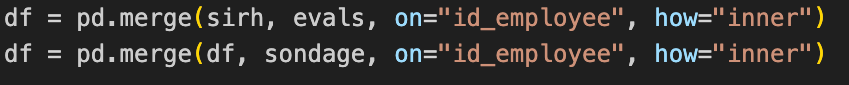 df = pd.merge(sirh, evals, on="id_employee", how="inner")
df = pd.merge(df, sondage, on="id_employee", how="inner")